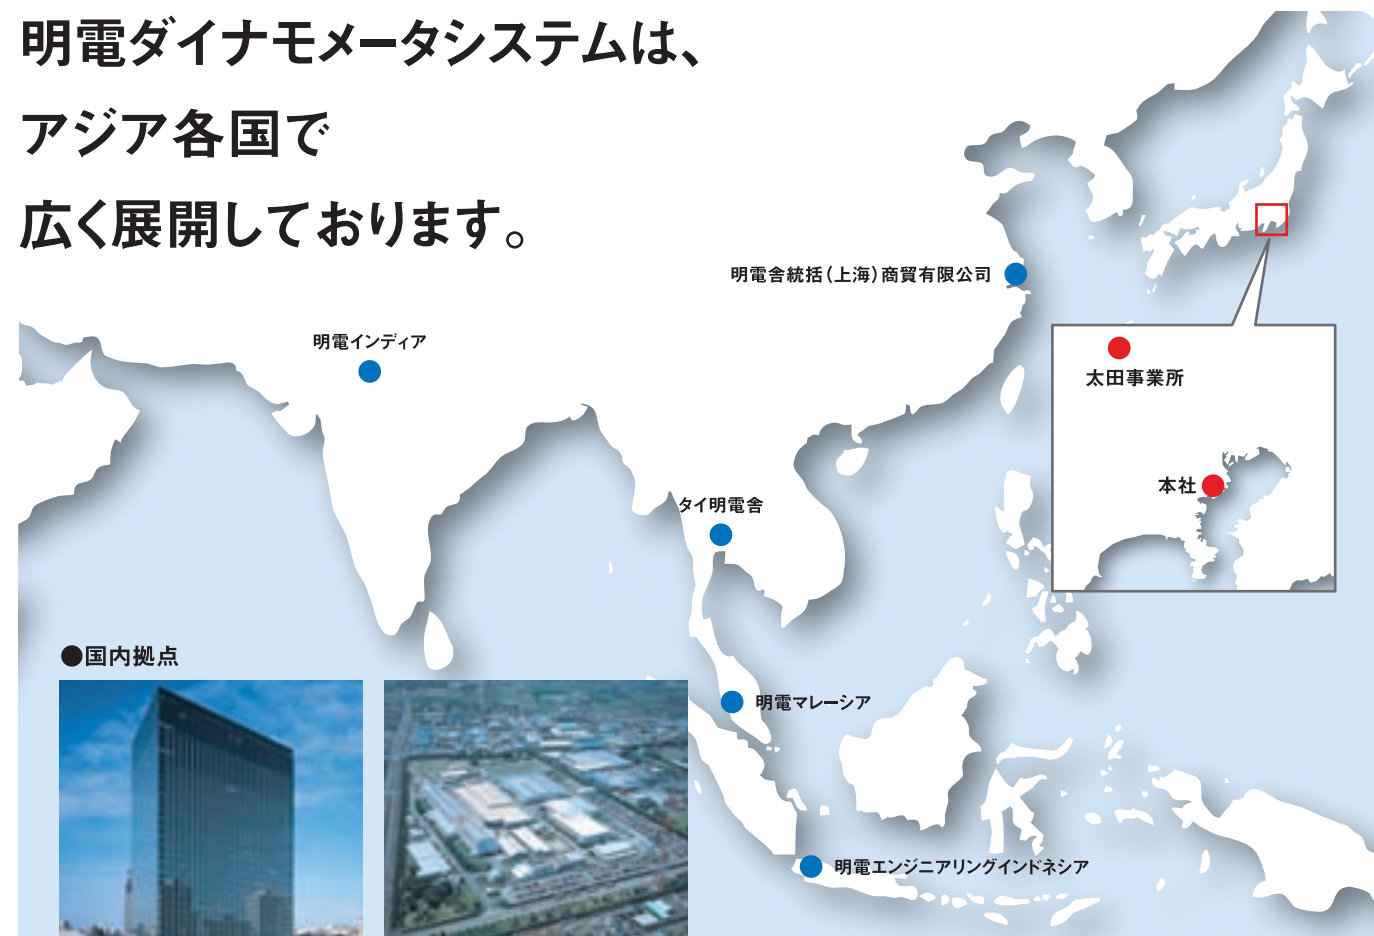 明電ダイナモメータシステムは、
アジア各国で
広く展開しております。
明電舎統括（上海）商貿有限公司
明電インディア
太田事業所
本社
タイ明電舎
●国内拠点
明電マレーシア
明電エンジニアリングインドネシア